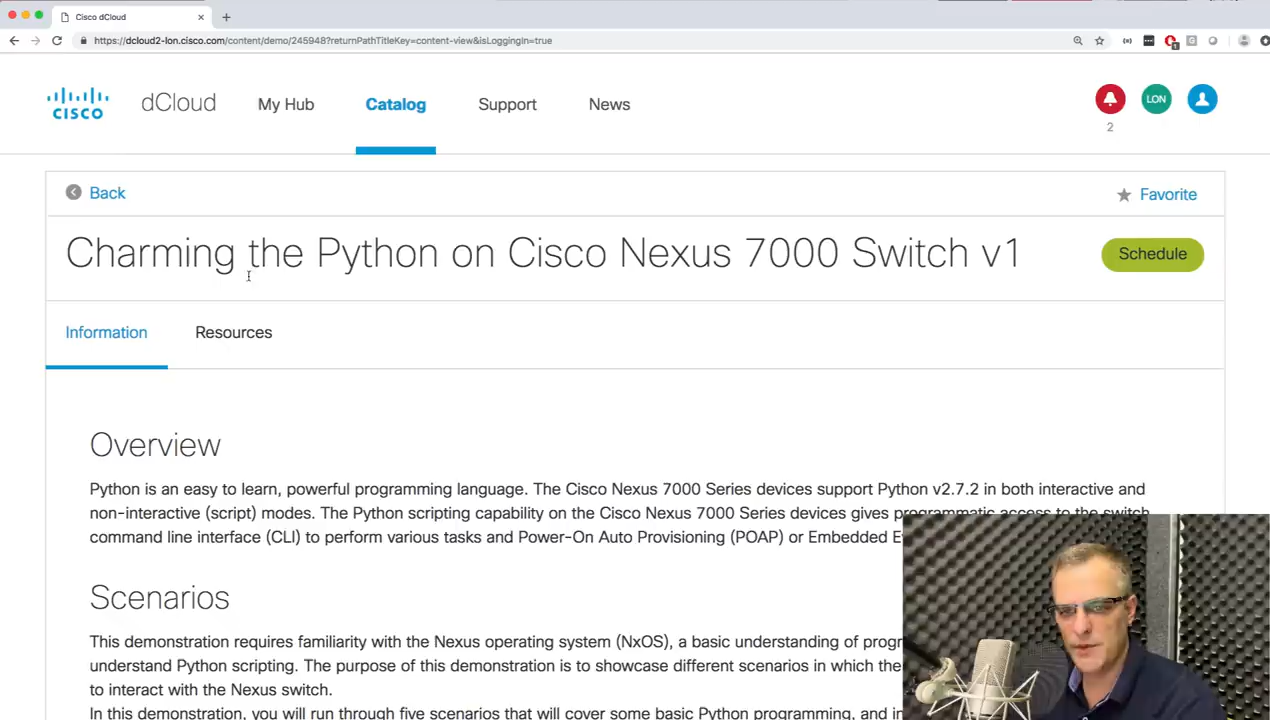 Cisco dCloud
https://dcloud2-lon.cisco.com/content/demo/245948?returnPathTitleKey=content-view&isLoggingIn=true
CISCO
dCloud
My Hub
Catalog
Support
News
LON
2
Back
Favorite
Charming the Python on Cisco Nexus 7000 Switch v1
Schedule
Information
Resources
Overview
Python is an easy to learn, powerful programming language. The Cisco Nexus 7000 Series devices support Python v2.7.2 in both interactive and
non-interactive (script) modes. The Python scripting capability on the Cisco Nexus 7000 Series devices gives programmatic access to the switch
command line interface (CLI) to perform various tasks and Power-On Auto Provisioning (POAP) or Embedded
Scenarios
This demonstration requires familiarity with the Nexus operating system (NxOS), a basic understanding of
understand Python scripting. The purpose of this demonstration is to showcase different scenarios in which
to interact with the Nexus switch.
In this demonstration, you will run through five scenarios that will cover some basic Python programming, and